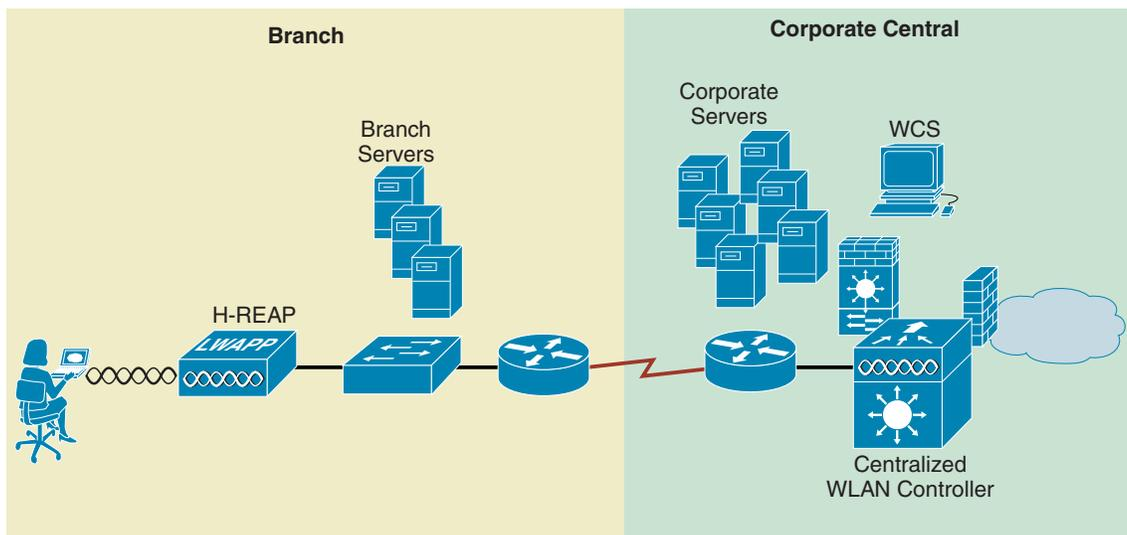 Branch
Corporate Central
Branch
Servers
Corporate
Servers
WCS
H-REAP
LWAPP
Centralized
WLAN Controller